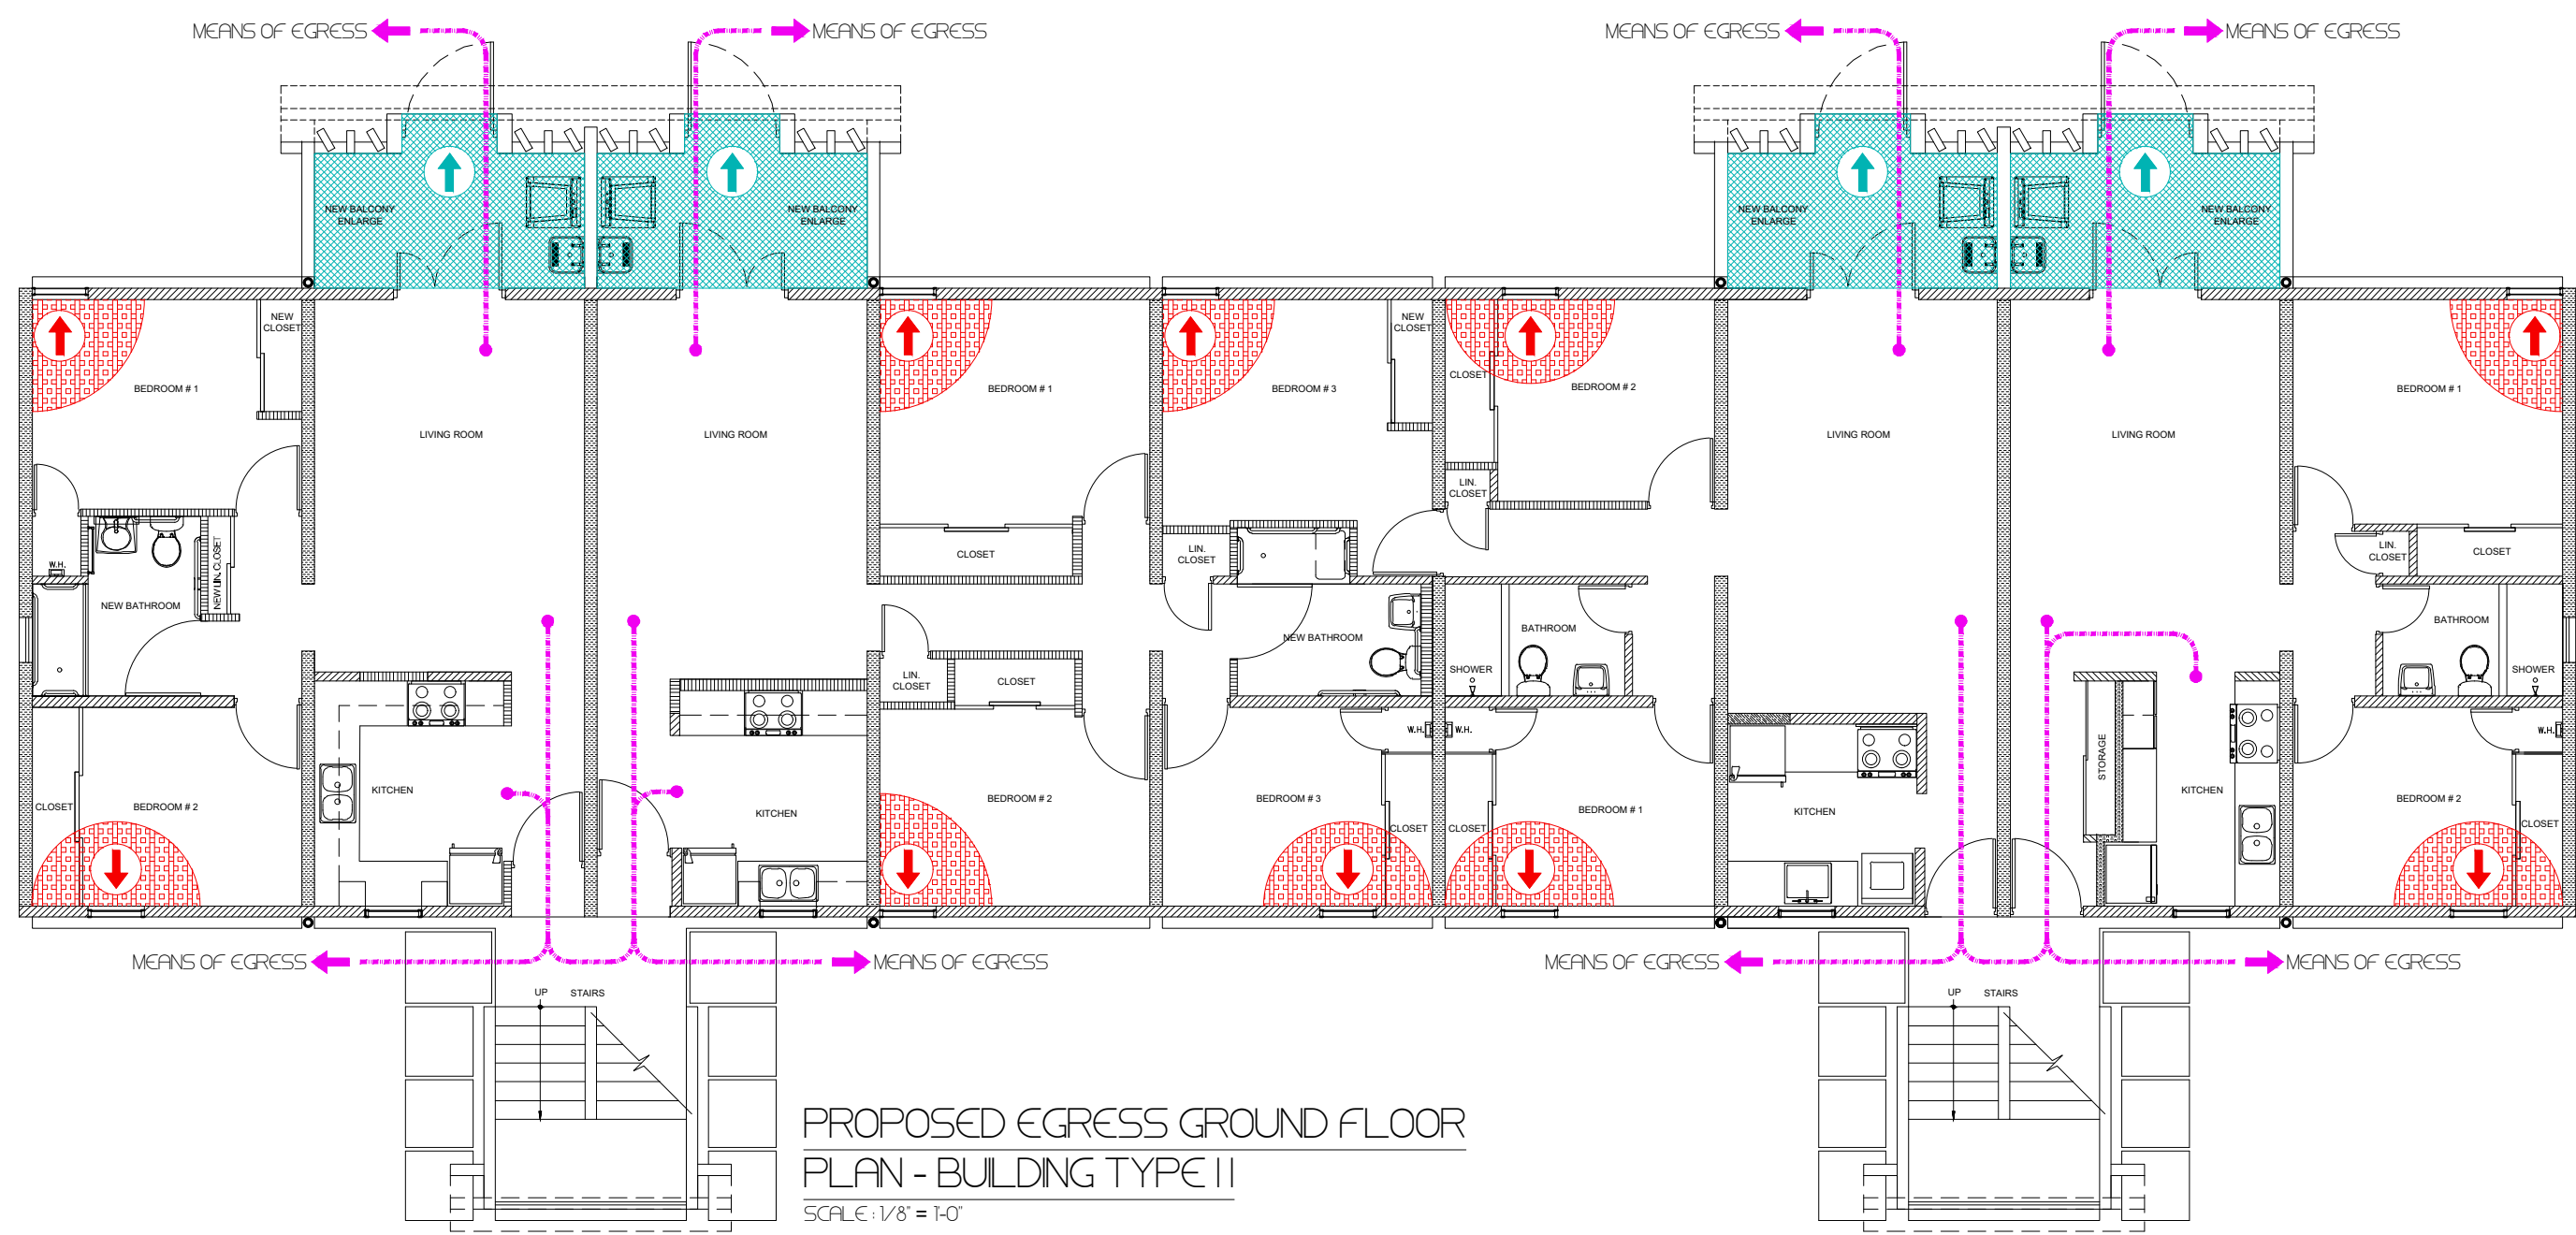 MEANS OF EGRESS
MEANS OF EGRESS
MEANS OF EGRESS
MEANS OF EGRESS
NEW BALCONY
ENLARGE
NEW BALCONY
ENLARGE
NEW BALCONY
ENLARGE
NEW BALCONY
ENLARGE
NEW
CLOSET
NEW
CLOSET
BEDROOM # 1
BEDROOM # 1
BEDROOM # 3
CLOSET
BEDROOM # 2
BEDROOM # 1
LIVING ROOM
LIVING ROOM
LIVING ROOM
LIVING ROOM
LIN.
CLOSET
W.H.
NEW BATHROOM
NEW LIN. CLOSET
CLOSET
LIN.
CLOSET
LIN.
CLOSET
CLOSET
NEW BATHROOM
BATHROOM
BATHROOM
SHOWER
SHOWER
LIN.
CLOSET
CLOSET
W.H.
W.H.
W.H.
STORAGE
CLOSET
BEDROOM # 2
KITCHEN
KITCHEN
BEDROOM # 2
BEDROOM # 3
CLOSET
CLOSET
BEDROOM # 1
KITCHEN
KITCHEN
BEDROOM # 2
CLOSET
MEANS OF EGRESS
MEANS OF EGRESS
MEANS OF EGRESS
MEANS OF EGRESS
UP
STAIRS
UP
STAIRS
PROPOSED EGRESS GROUND FLOOR
PLAN - BUILDING TYPE II
SCALE : 1/8" = 1'-0"